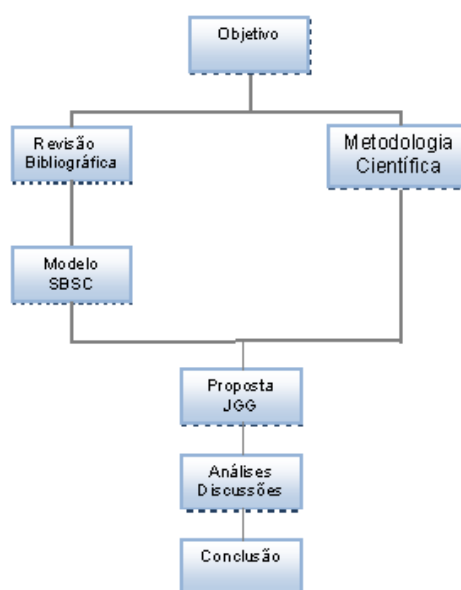 Objetivo
Revisão
Bibliográfica
Metodologia
Científica
Modelo
SBSC
Proposta
JGG
Análises
Discussões
Conclusão